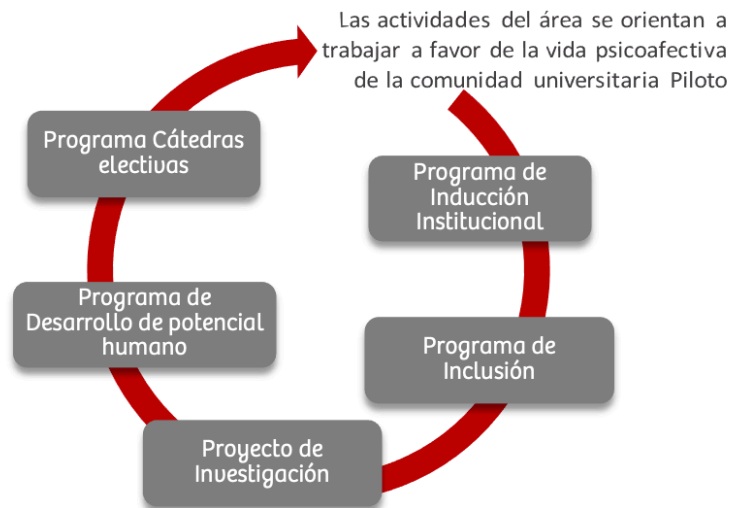 Las actividades del área se orientan a
trabajar a favor de la vida psicoafectiva
de la comunidad universitaria Piloto
Programa de
Inducción
Institucional
Programa de
Inclusión
Proyecto de
Investigación
Programa de
Desarrollo de potencial
humano
Programa Cátedras
electivas